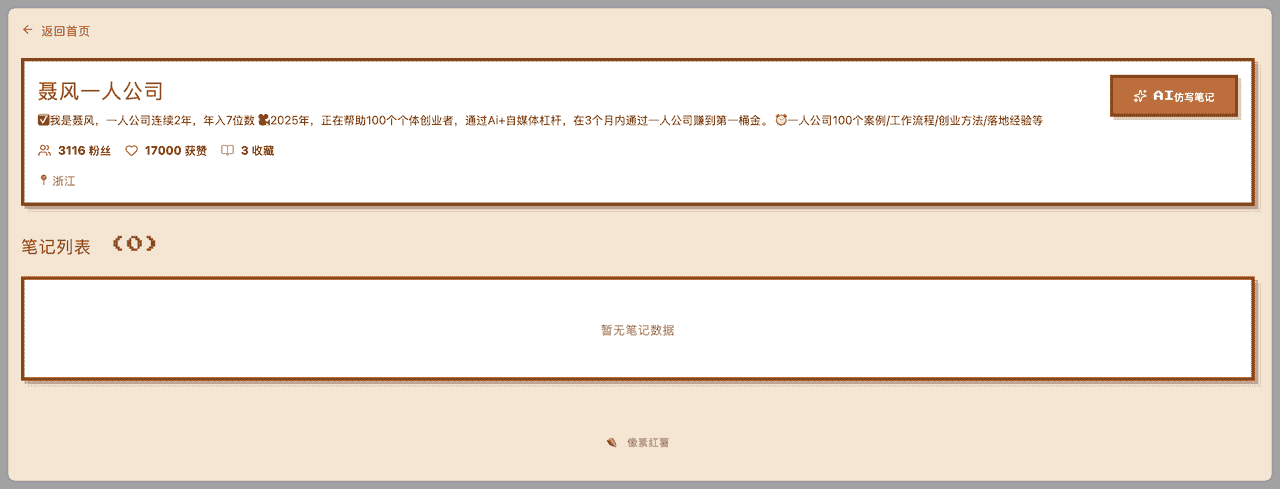 ← 返回首页
聂风一人公司
AI仿写笔记
✅我是聂风，一人公司连续2年，年入7位数 2025年，正在帮助100个个体创业者，通过Ai+自媒体杠杆，在3个月内通过一人公司赚到第一桶金。 ⏰一人公司100个案例/工作流程/创业方法/落地经验等
3116 粉丝 17000 获赞 3 收藏
📍 浙江
笔记列表 (0)
暂无笔记数据
🍠 像素红薯